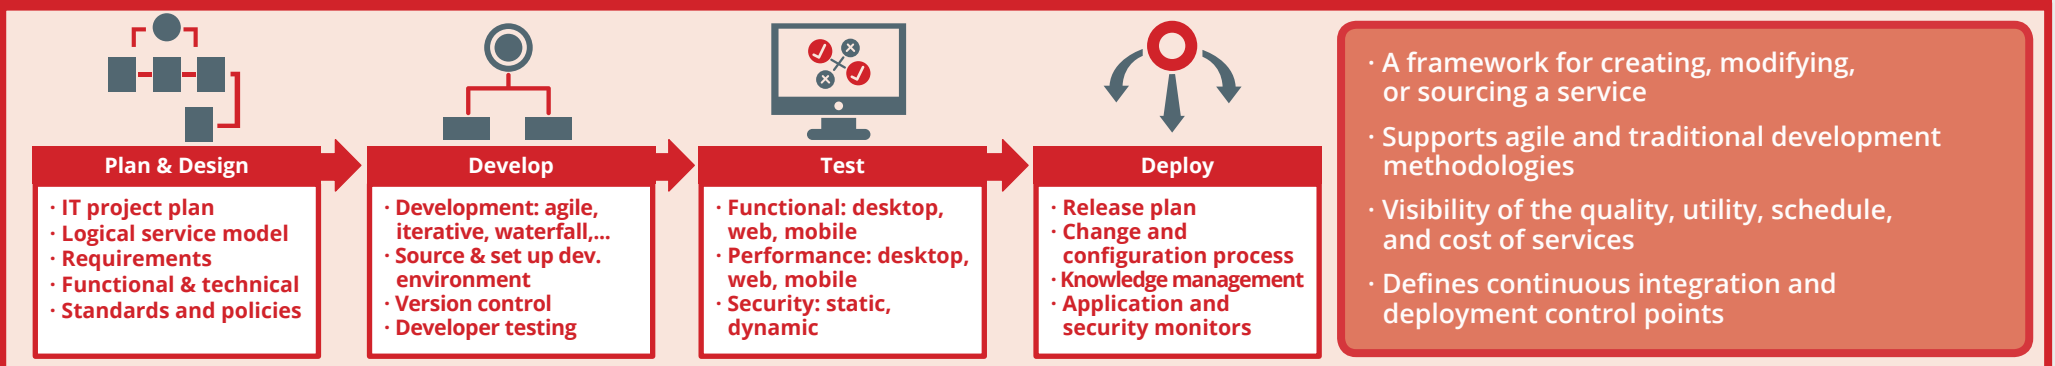 Plan & Design
· IT project plan
· Logical service model
· Requirements
· Functional & technical
· Standards and policies
Develop
· Development: agile,
iterative, waterfall,...
· Source & set up dev.
environment
· Version control
· Developer testing
Test
· Functional: desktop,
web, mobile
· Performance: desktop,
web, mobile
· Security: static,
dynamic
Deploy
· Release plan
· Change and
configuration process
· Knowledge management
· Application and
security monitors
· A framework for creating, modifying,
or sourcing a service
· Supports agile and traditional development
methodologies
· Visibility of the quality, utility, schedule,
and cost of services
· Defines continuous integration and
deployment control points